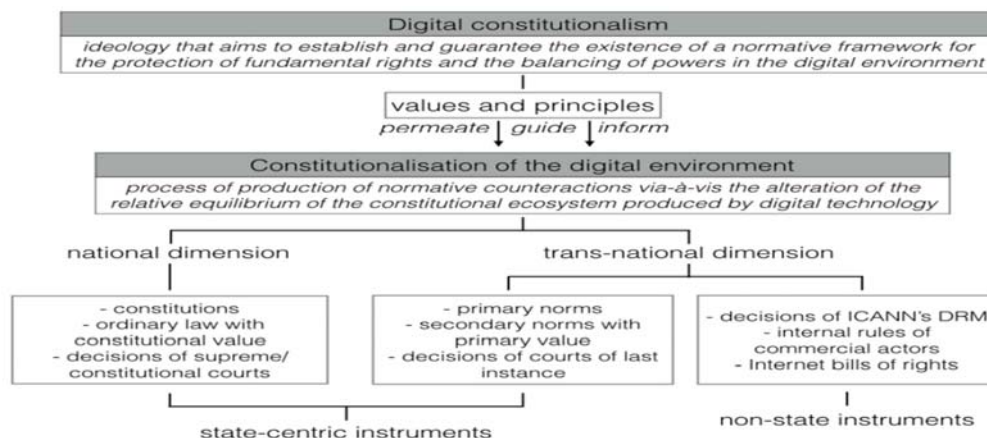 Digital constitutionalism
ideology that aims to establish and guarantee the existence of a normative framework for
the protection of fundamental rights and the balancing of powers in the digital environment
values and principles
permeate guide inform
Constitutionalisation of the digital environment
process of production of normative counteractions via-à-vis the alteration of the
relative equilibrium of the constitutional ecosystem produced by digital technology
national dimension
trans-national dimension
- constitutions
- ordinary law with
constitutional value
- decisions of supreme/
constitutional courts
- primary norms
- secondary norms with
primary value
- decisions of courts of last
instance
- decisions of ICANN's DRM
- internal rules of
commercial actors
- Internet bills of rights
state-centric instruments
non-state instruments